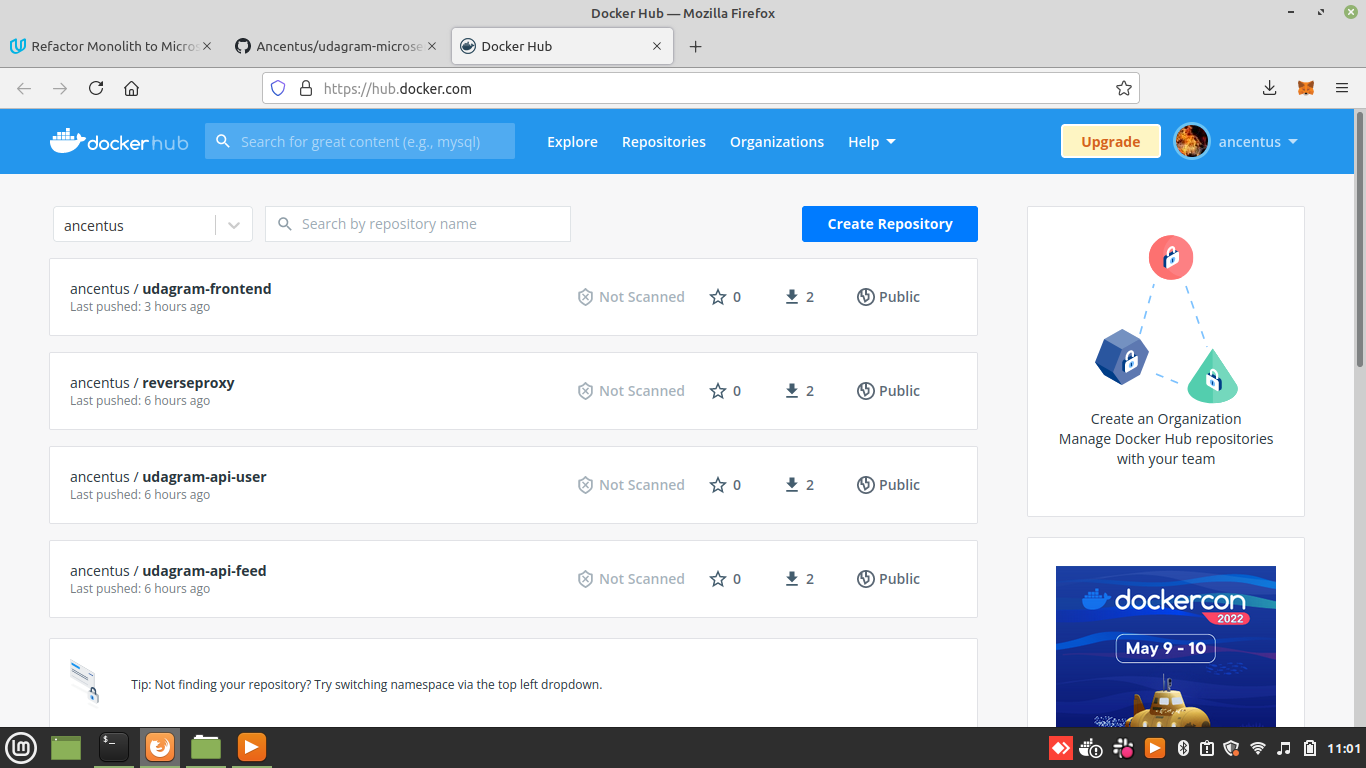 Docker Hub — Mozilla Firefox
Refactor Monolith to Micros
Ancentus/udagram-microse
Docker Hub
https://hub.docker.com
docker hub
Search for great content (e.g., mysql)
Explore
Repositories
Organizations
Help
Upgrade
ancentus
ancentus
Search by repository name
Create Repository
ancentus / udagram-frontend
Last pushed: 3 hours ago
Not Scanned
0
2
Public
ancentus / reverseproxy
Last pushed: 6 hours ago
Not Scanned
0
2
Public
ancentus / udagram-api-user
Last pushed: 6 hours ago
Not Scanned
0
2
Public
ancentus / udagram-api-feed
Last pushed: 6 hours ago
Not Scanned
0
2
Public
Tip: Not finding your repository? Try switching namespace via the top left dropdown.
Create an Organization
Manage Docker Hub repositories
with your team
dockercon
2022
May 9 - 10
11:01